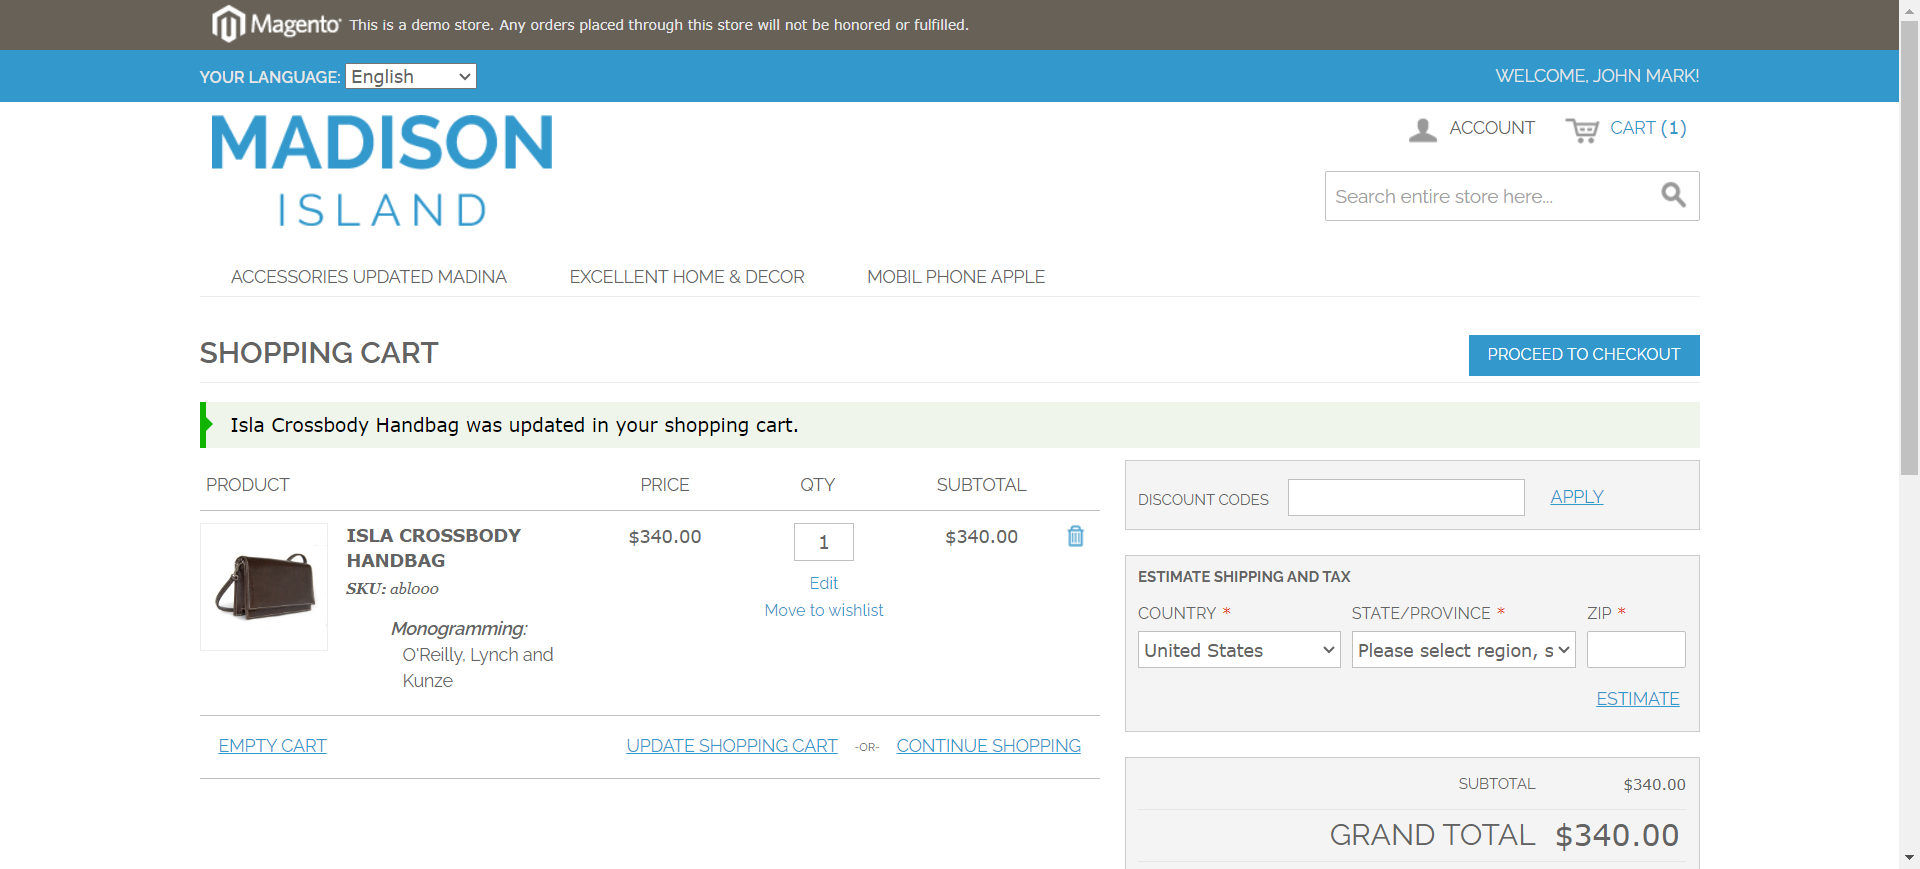 Magento This is a demo store. Any orders placed through this store will not be honored or fulfilled.
YOUR LANGUAGE: English
WELCOME, JOHN MARK!
MADISON
ISLAND
ACCOUNT
CART (1)
Search entire store here...
ACCESSORIES UPDATED MADINA
EXCELLENT HOME & DECOR
MOBIL PHONE APPLE
SHOPPING CART
PROCEED TO CHECKOUT
Isla Crossbody Handbag was updated in your shopping cart.
PRODUCT PRICE QTY SUBTOTAL
ISLA CROSSBODY
HANDBAG
SKU: ablooo
Monogramming:
O'Reilly, Lynch and
Kunze
$340.00
1
Edit
Move to wishlist
$340.00
EMPTY CART
UPDATE SHOPPING CART -OR- CONTINUE SHOPPING
DISCOUNT CODES
APPLY
ESTIMATE SHIPPING AND TAX
COUNTRY * STATE/PROVINCE * ZIP *
United States Please select region, s
ESTIMATE
SUBTOTAL $340.00
GRAND TOTAL $340.00